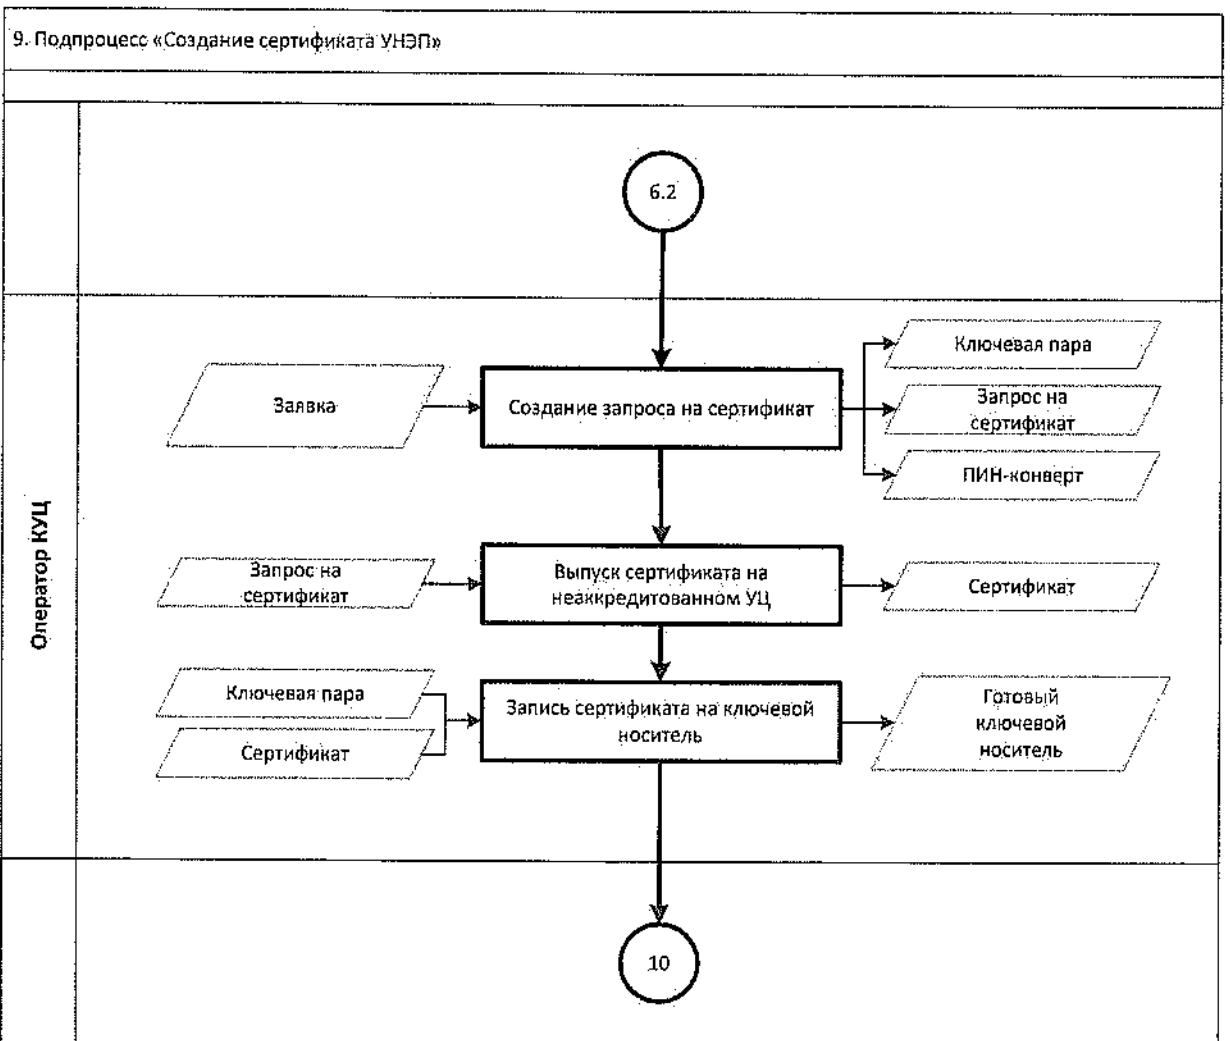 9. Подпроцесс «Создание сертификата УНЭП»
6.2
Оператор КУЦ
Заявка
Создание запроса на сертификат
Ключевая пара
Запрос на
сертификат
ПИН-конверт
Запрос на
сертификат
Выпуск сертификата на
неаккредитованном УЦ
Сертификат
Ключевая пара
Сертификат
Запись сертификата на ключевой
носитель
Готовый
ключевой
носитель
10